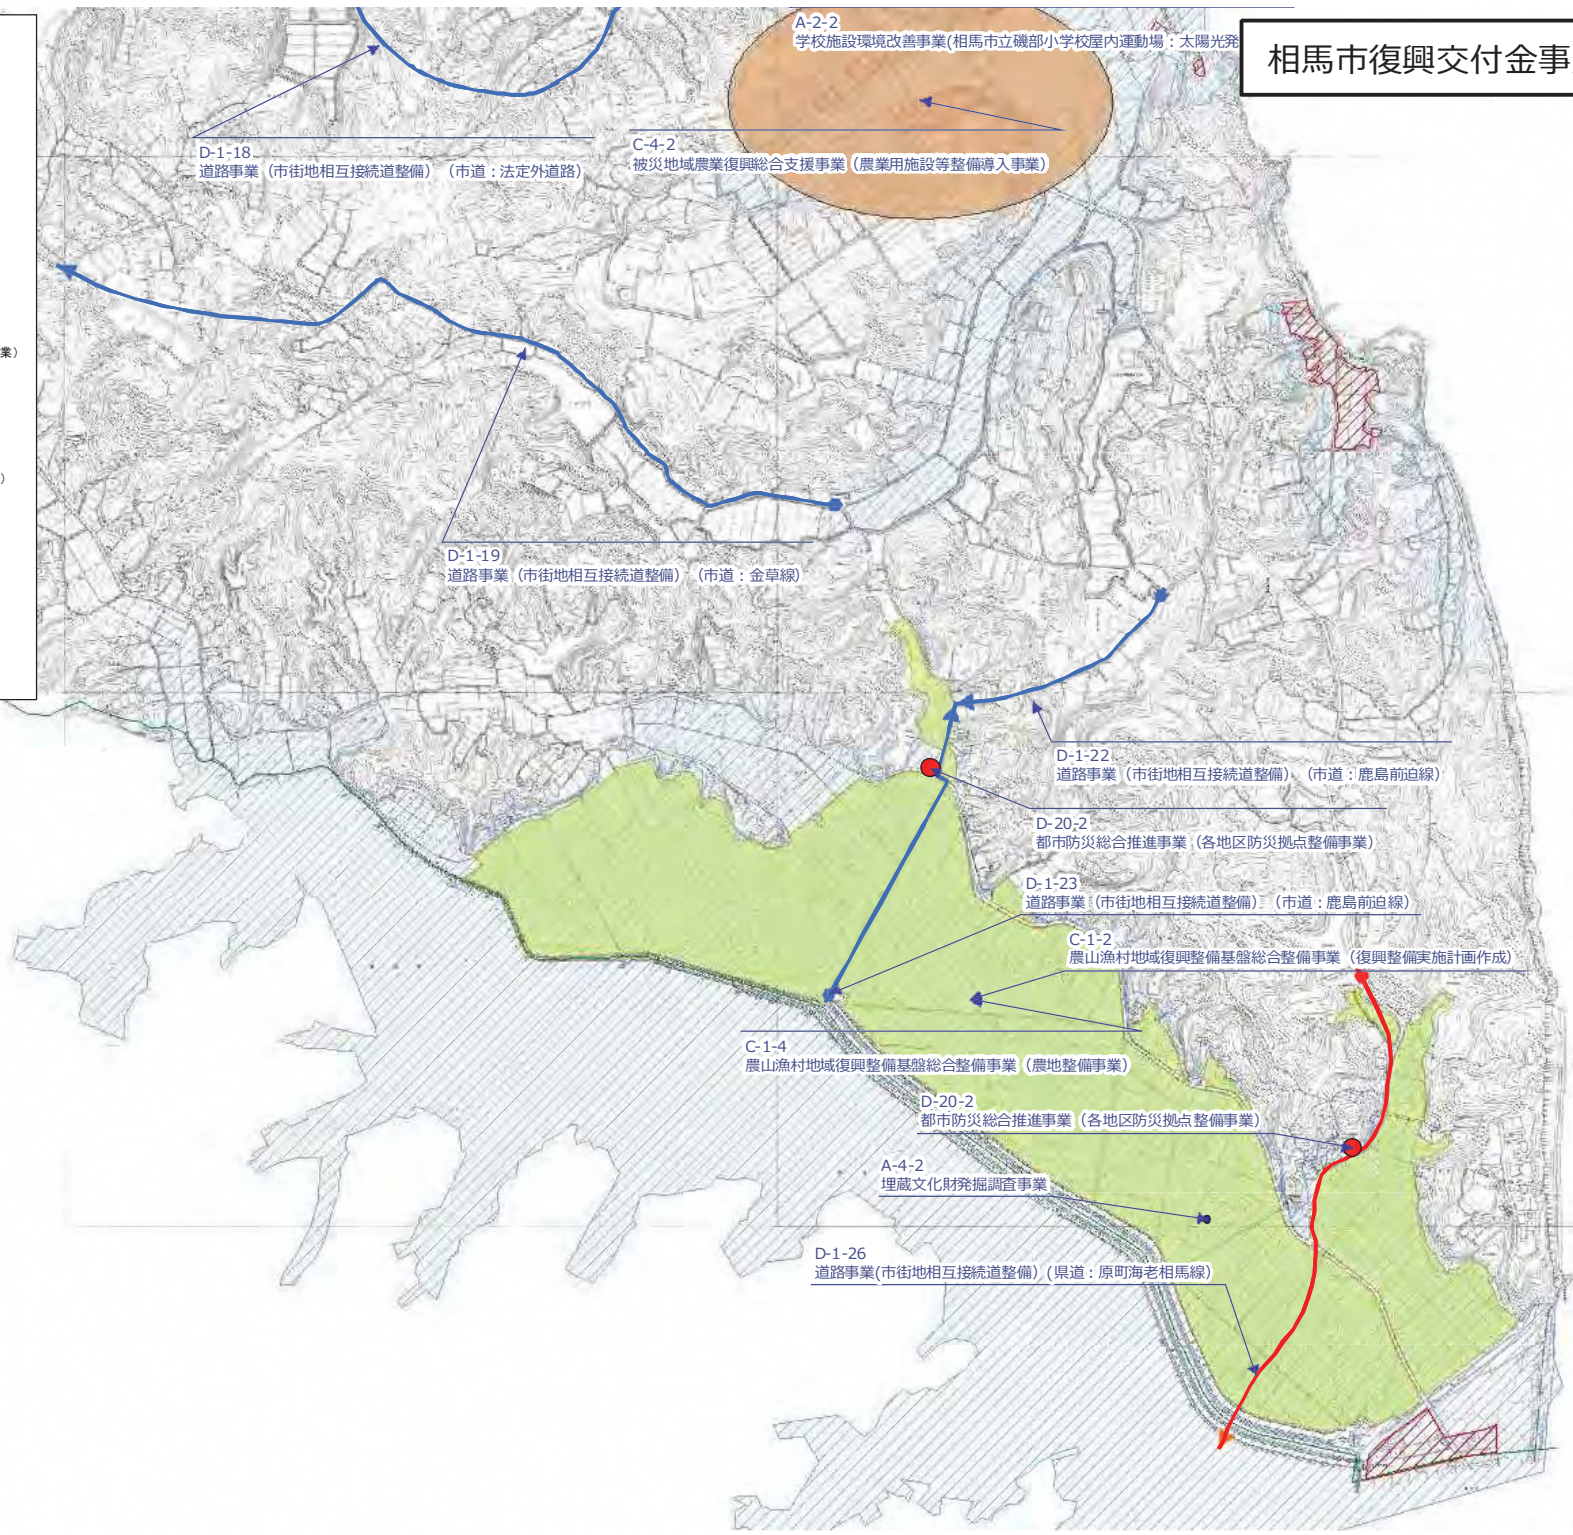 A-2-2
学校施設環境改善事業(相馬市立磯部小学校屋内運動場：太陽光発
相馬市復興交付金事
D-1-18
道路事業（市街地相互接続道整備）（市道：法定外道路）
C-4-2
被災地域農業復興総合支援事業（農業用施設等整備導入事業）
業）
）
D-1-19
道路事業（市街地相互接続道整備）（市道：金草線）
D-1-22
道路事業（市街地相互接続道整備）（市道：鹿島前迫線）
D-20-2
都市防災総合推進事業（各地区防災拠点整備事業）
D-1-23
道路事業（市街地相互接続道整備）（市道：鹿島前迫線）
C-1-2
農山漁村地域復興整備基盤総合整備事業（復興整備実施計画作成）
C-1-4
農山漁村地域復興整備基盤総合整備事業（農地整備事業）
D-20-2
都市防災総合推進事業（各地区防災拠点整備事業）
A-4-2
埋蔵文化財発掘調査事業
D-1-26
道路事業(市街地相互接続道整備）(県道：原町海老相馬線）